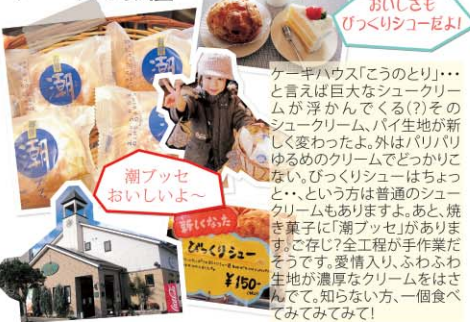 おいしさも
びっくりシューだよ!
ケーキハウス「こうのとり」・・・
と言えば巨大なシュークリー
ムが浮かんでくる(?)その
シュークリーム、パイ生地が新
しく変わったよ。外はパリパリ
ゆるめのクリームでどっかりこ
ない。びっくりシューはちょっ
と・・、という方は普通のシュー
クリームもありますよ。あと、焼
き菓子に「潮ブッセ」がありま
す。ご存じ?全工程が手作業だ
そうです。愛情入り、ふわふわ
生地が濃厚なクリームをはさ
んでて。知らない方、一個食べ
てみてみてみて!
潮
潮
潮
潮
潮ブッセ
おいしいよ〜
新しくなった
びっくりシュー
¥150-